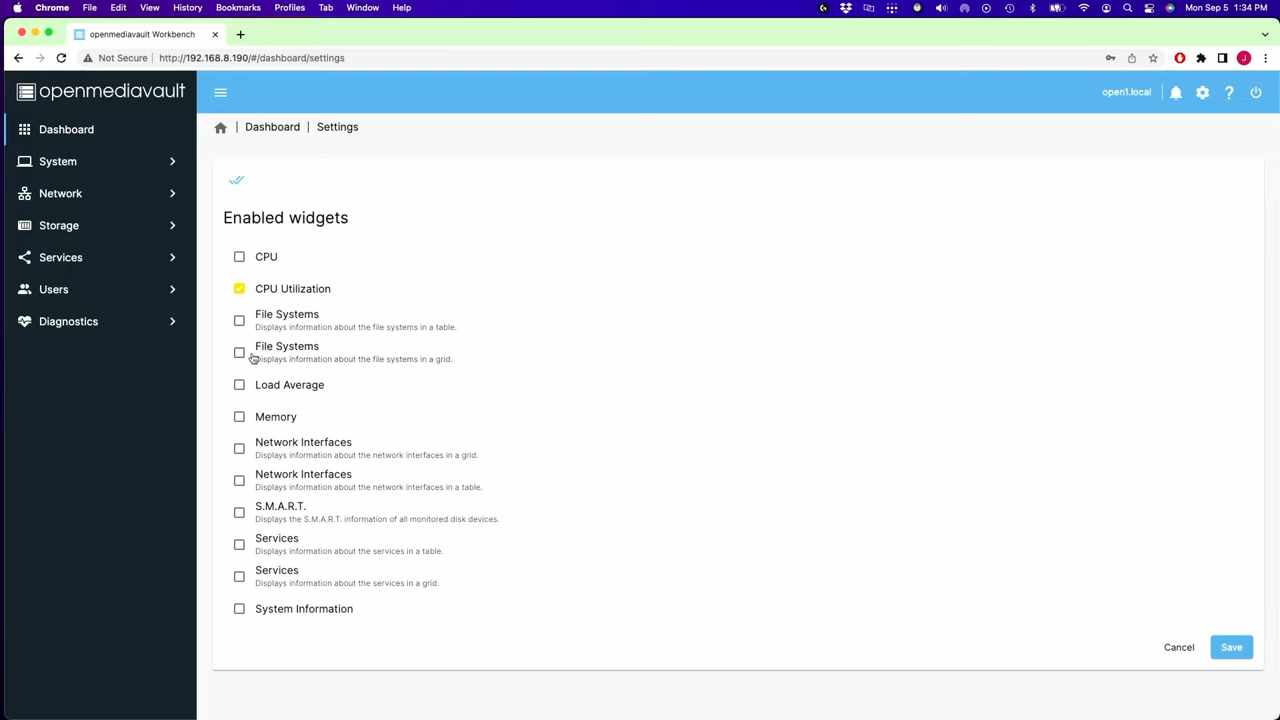 Chrome File Edit View History Bookmarks Profiles Tab Window Help Mon Sep 5 1:34 PM
openmediavault Workbench
Not Secure http://192.168.8.190/#/dashboard/settings J
openmediavault
open1.local
Dashboard
System
Network
Storage
Services
Users
Diagnostics
Dashboard | Settings
Enabled widgets
CPU
CPU Utilization
File Systems
Displays information about the file systems in a table.
File Systems
Displays information about the file systems in a grid.
Load Average
Memory
Network Interfaces
Displays information about the network interfaces in a grid.
Network Interfaces
Displays information about the network interfaces in a table.
S.M.A.R.T.
Displays the S.M.A.R.T. information of all monitored disk devices.
Services
Displays information about the services in a table.
Services
Displays information about the services in a grid.
System Information
Cancel Save